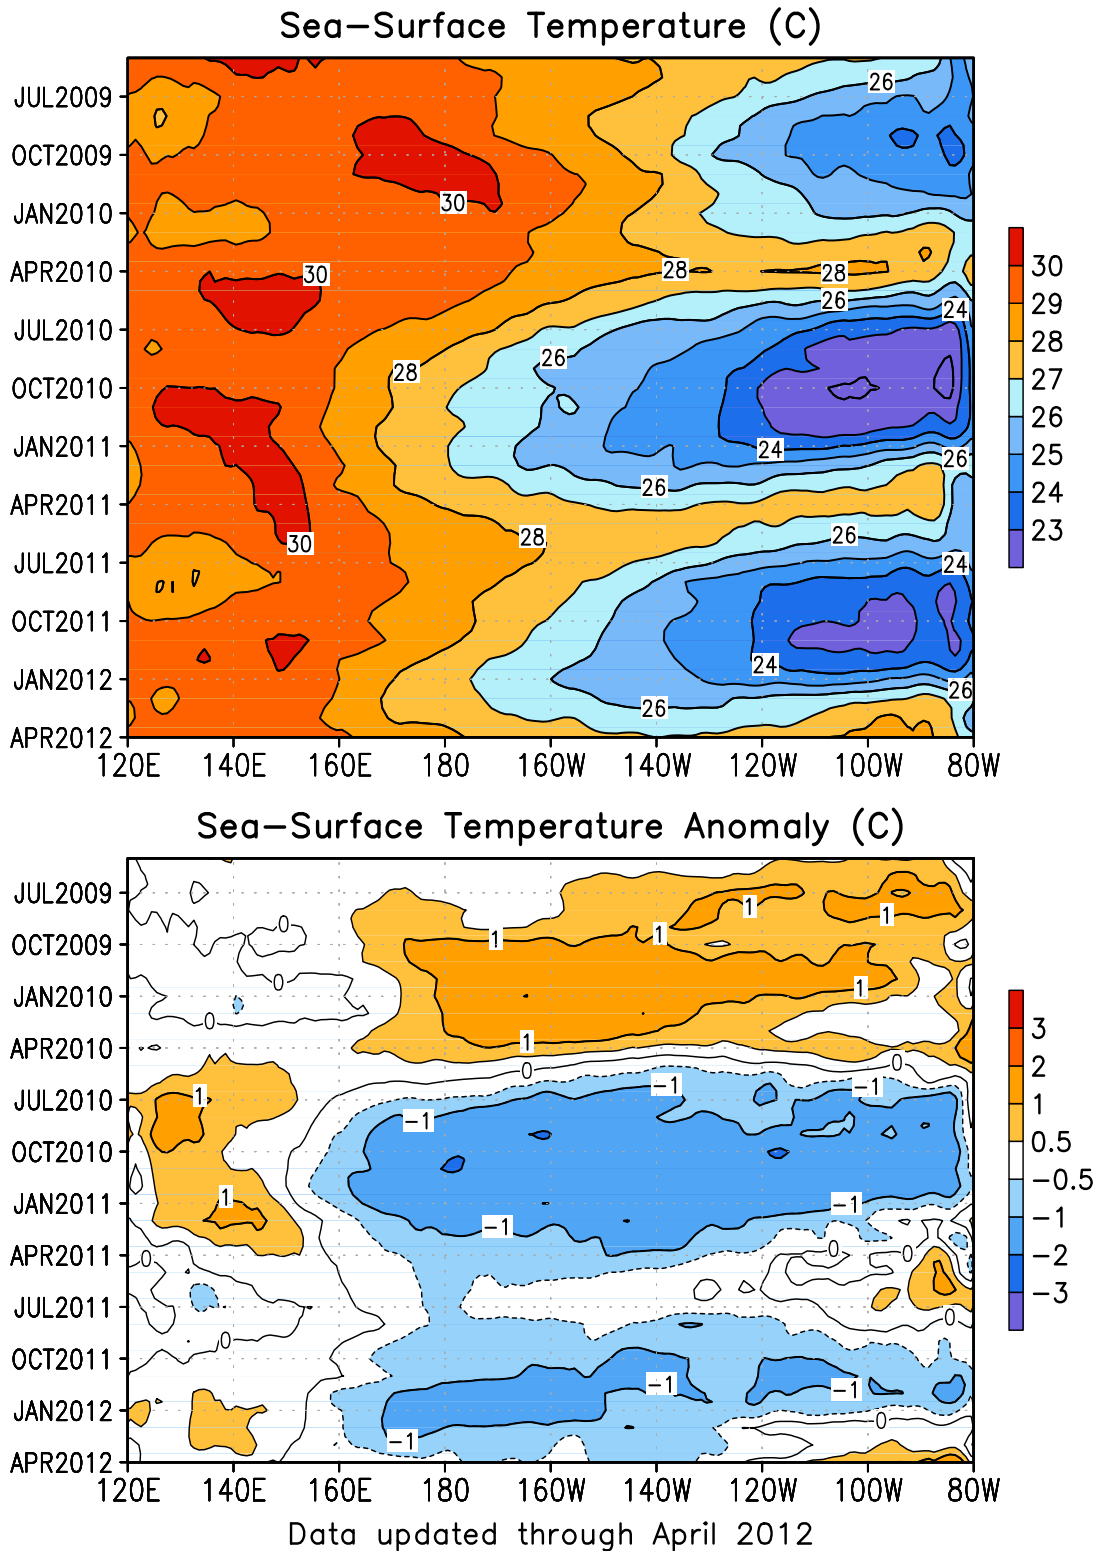 Sea-Surface Temperature (C)
26
JUL2009
OCT2009
30
JAN2010
30
28
28
30
APR2010
26
29
24
JUL2010
28
26
28
27
OCT2010
26
24
25
JAN2011
26
26
24
APR2011
23
30
28
26
JUL2011
24
OCT2011
24
JAN2012
26
26
APR2012
120E 140E 160E 180 160W 140W 120W 100W 80W
Sea-Surface Temperature Anomaly (C)
JUL2009
1
1
0
1
1
OCT2009
0
1
JAN2010
0
3
1
APR2010
0
0
2
-1
-1
JUL2010
1
1
-1
0.5
OCT2010
-0.5
1
JAN2011
-1
-1
-1
0
0
0
APR2011
-2
-3
JUL2011
0
0
OCT2011
-1
-1
JAN2012
0
-1
APR2012
120E 140E 160E 180 160W 140W 120W 100W 80W
Data updated through April 2012